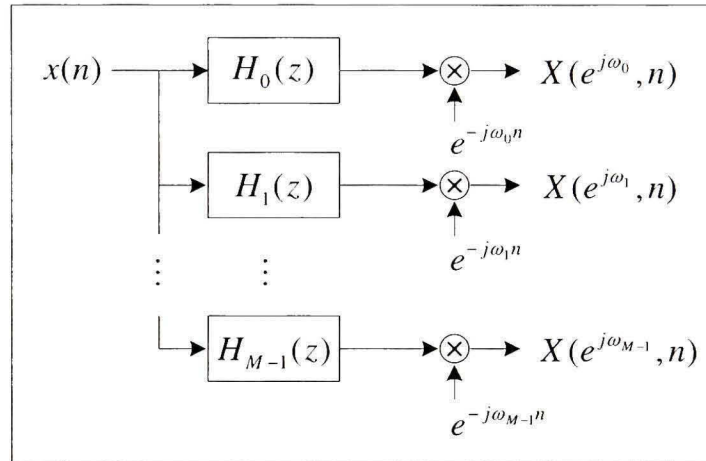 x(n) H_0(z) X(e^{jω_0}, n)
e^{-jω_0 n}
H_1(z) X(e^{jω_1}, n)
e^{-jω_1 n}
⋮ ⋮
H_{M-1}(z) X(e^{jω_{M-1}}, n)
e^{-jω_{M-1} n}